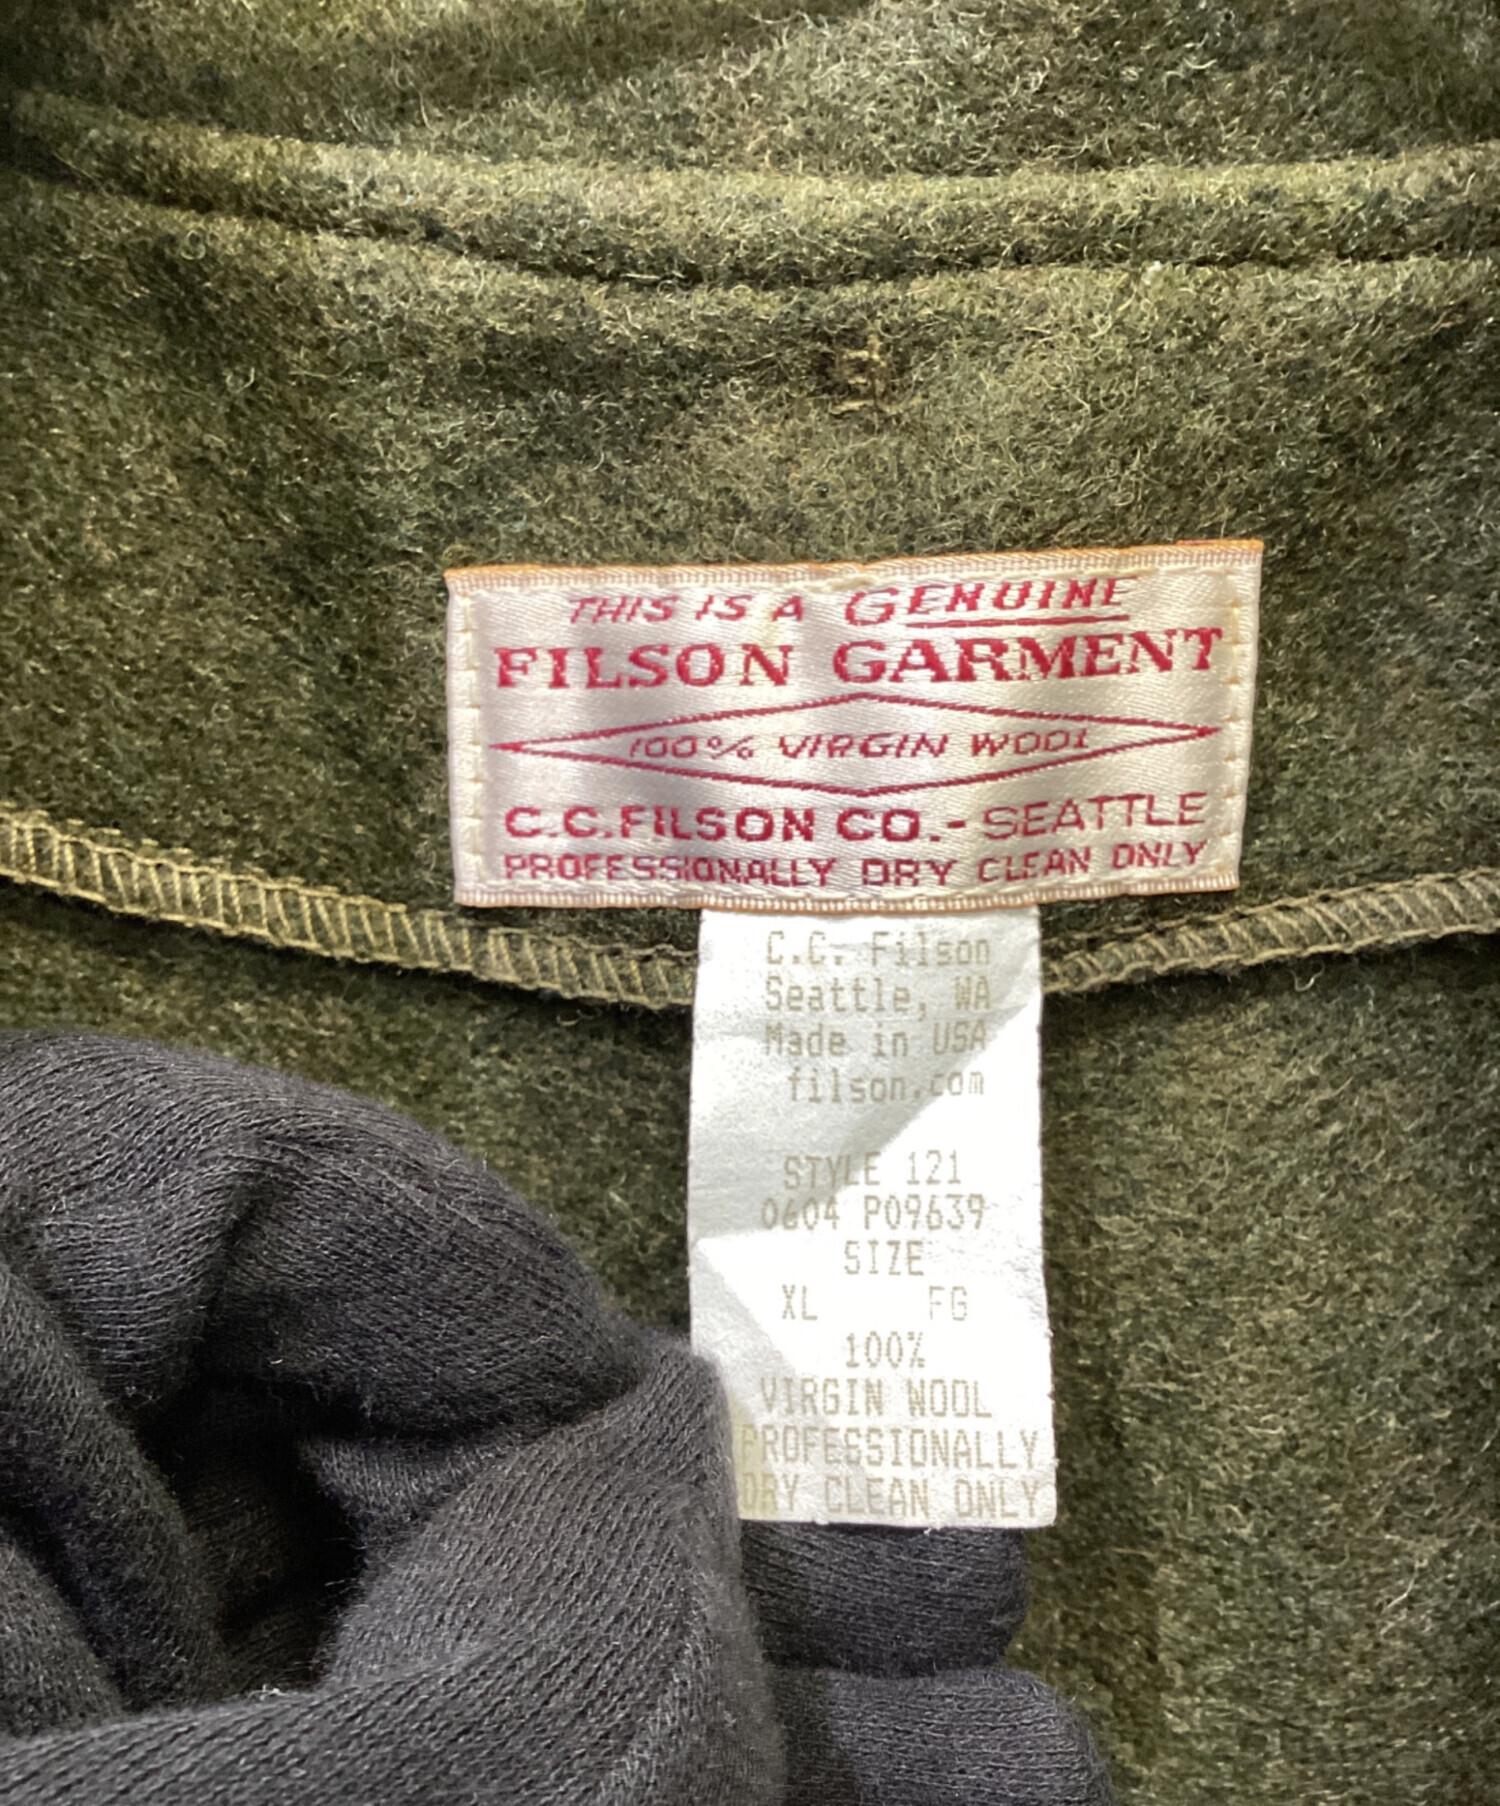 THIS IS A GENUINE
FILSON GARMENT
100% VIRGIN WOOL
C.C.FILSON CO.- SEATTLE
PROFESSIONALLY DRY CLEAN ONLY
C.C. Filson
Seattle, WA
Made in USA
filson.com
STYLE 121
0604 P09639
SIZE
XL FG
100%
VIRGIN WOOL
PROFESSIONALLY
DRY CLEAN ONLY